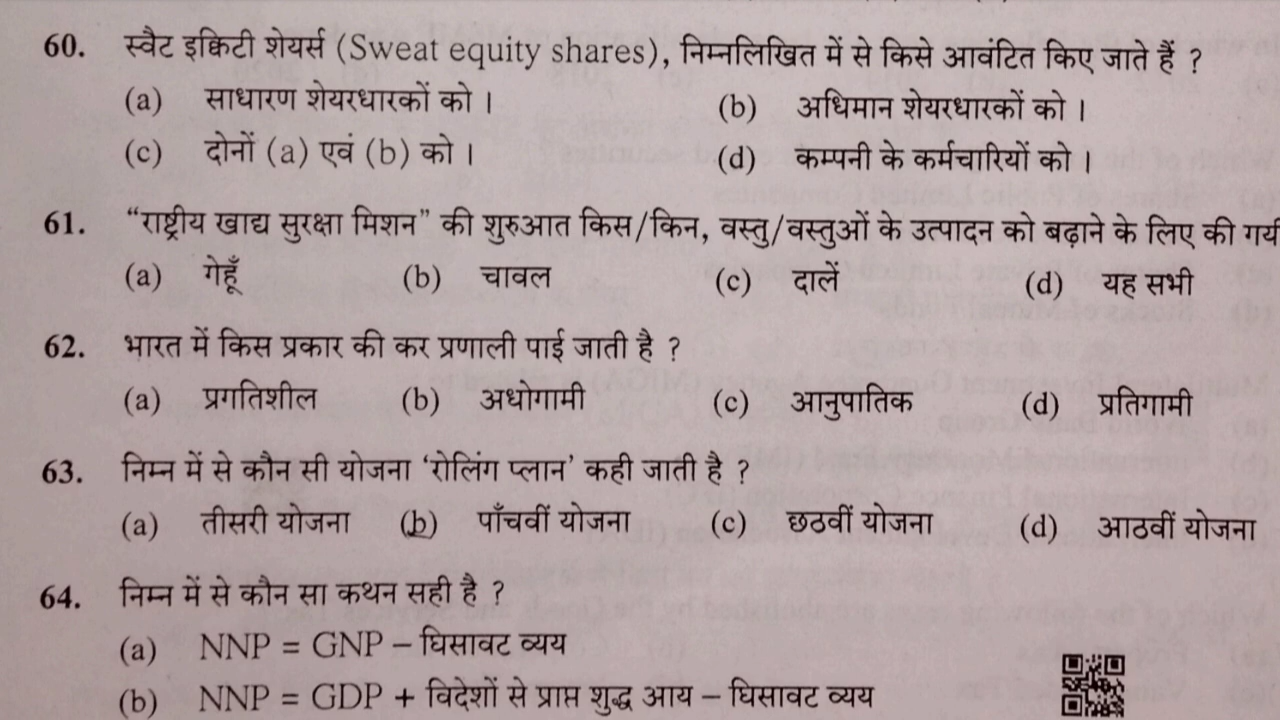 60. स्वैट इक्विटी शेयर्स (Sweat equity shares), निम्नलिखित में से किसे आवंटित किए जाते हैं ?
(a) साधारण शेयरधारकों को । (b) अधिमान शेयरधारकों को ।
(c) दोनों (a) एवं (b) को । (d) कम्पनी के कर्मचारियों को ।
61. “राष्ट्रीय खाद्य सुरक्षा मिशन” की शुरुआत किस/किन, वस्तु/वस्तुओं के उत्पादन को बढ़ाने के लिए की गयी
(a) गेहूँ (b) चावल (c) दालें (d) यह सभी
62. भारत में किस प्रकार की कर प्रणाली पाई जाती है ?
(a) प्रगतिशील (b) अधोगामी (c) आनुपातिक (d) प्रतिगामी
63. निम्न में से कौन सी योजना ‘रोलिंग प्लान’ कही जाती है ?
(a) तीसरी योजना (b) पाँचवीं योजना (c) छठवीं योजना (d) आठवीं योजना
64. निम्न में से कौन सा कथन सही है ?
(a) NNP = GNP – घिसावट व्यय
(b) NNP = GDP + विदेशों से प्राप्त शुद्ध आय – घिसावट व्यय